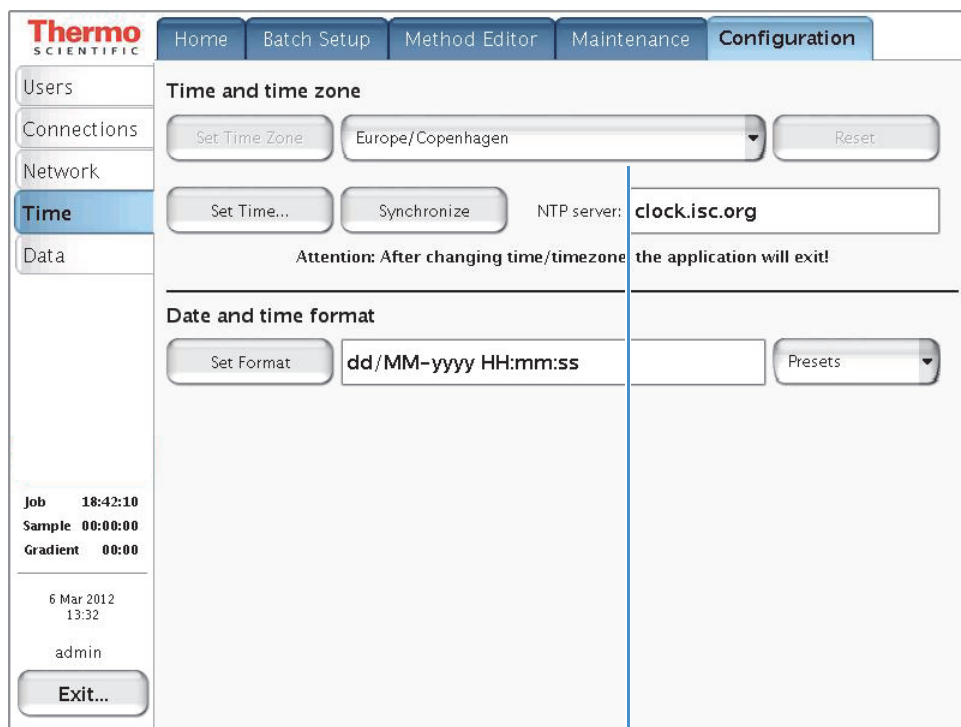 Thermo
SCIENTIFIC
Home
Batch Setup
Method Editor
Maintenance
Configuration
Users
Connections
Network
Time
Data
Time and time zone
Set Time Zone
Europe/Copenhagen
Reset
Set Time...
Synchronize
NTP server:
clock.isc.org
Attention: After changing time/timezone the application will exit!
Date and time format
Set Format
dd/MM-yyyy HH:mm:ss
Presets
Job 18:42:10
Sample 00:00:00
Gradient 00:00
6 Mar 2012
13:32
admin
Exit...